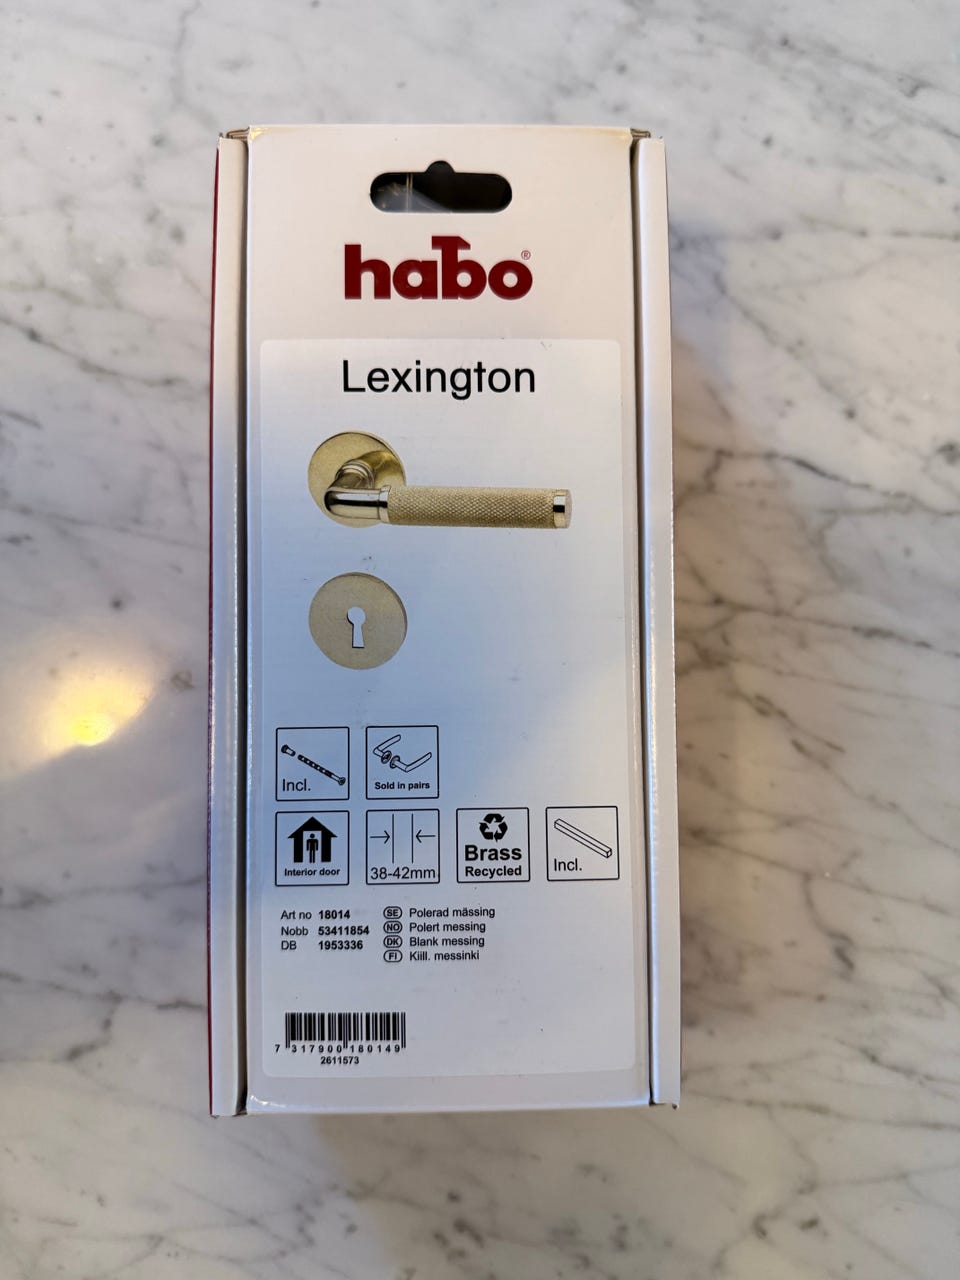 habo®
Lexington
Incl.
Sold in pairs
Interior door
38-42mm
Brass
Recycled
Incl.
Art no 18014
Nobb 53411854
DB 1953336
SE Polerad mässing
NO Polert messing
DK Blank messing
FI Kiill. messinki
7 317900 180149
2611573